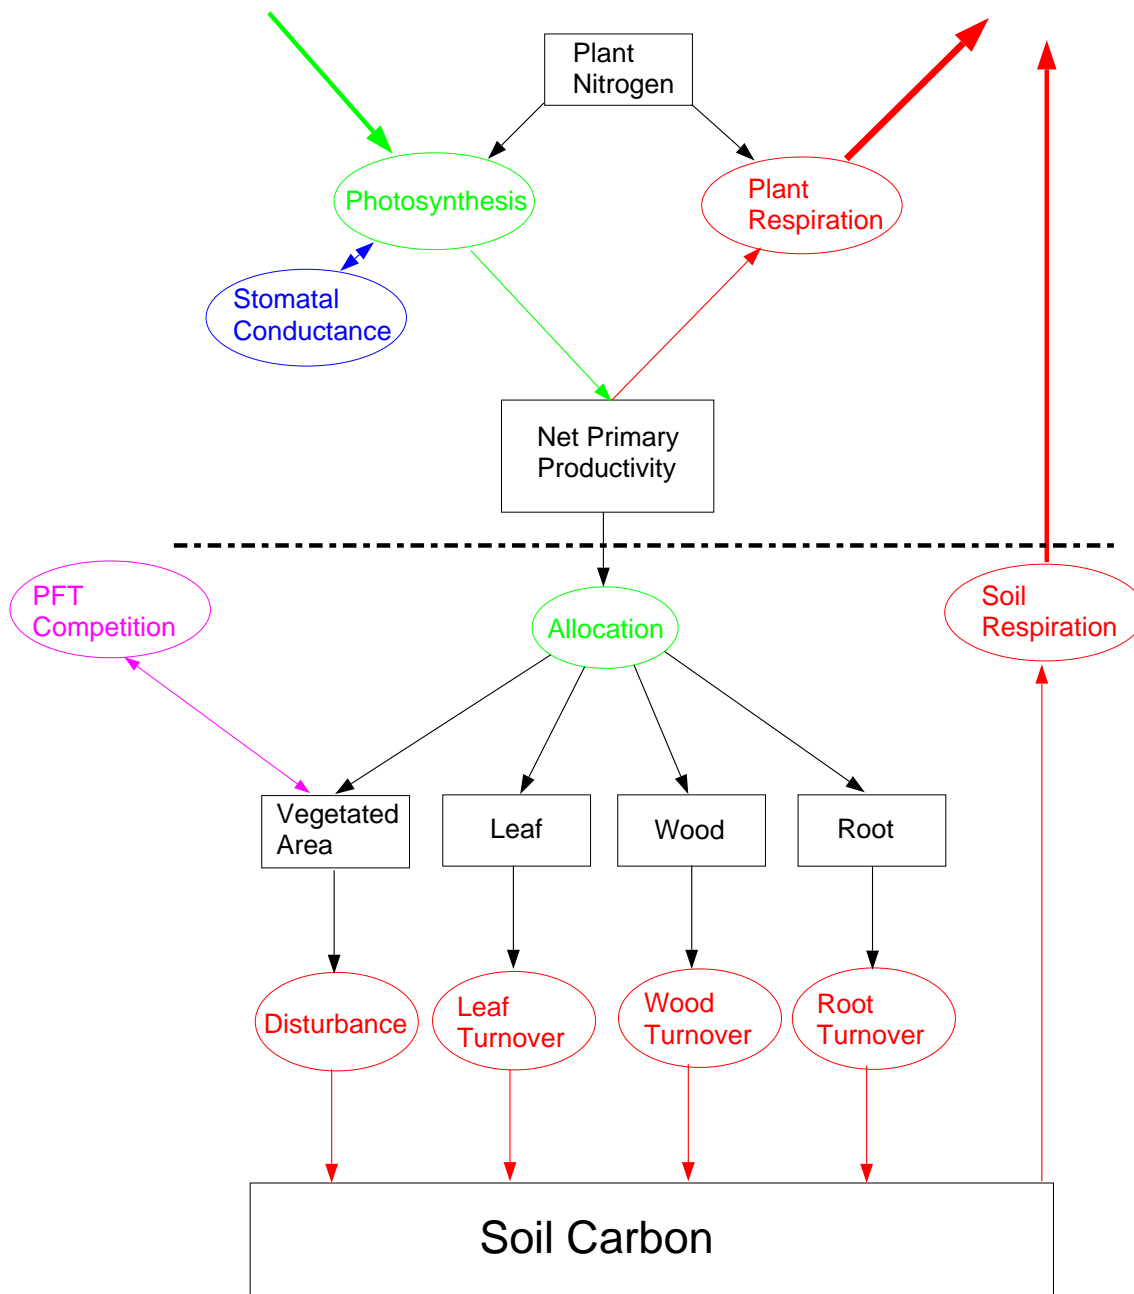 Plant
Nitrogen
Photosynthesis
Plant
Respiration
Stomatal
Conductance
Net Primary
Productivity
PFT
Competition
Allocation
Soil
Respiration
Vegetated
Area
Leaf
Wood
Root
Disturbance
Leaf
Turnover
Wood
Turnover
Root
Turnover
Soil Carbon